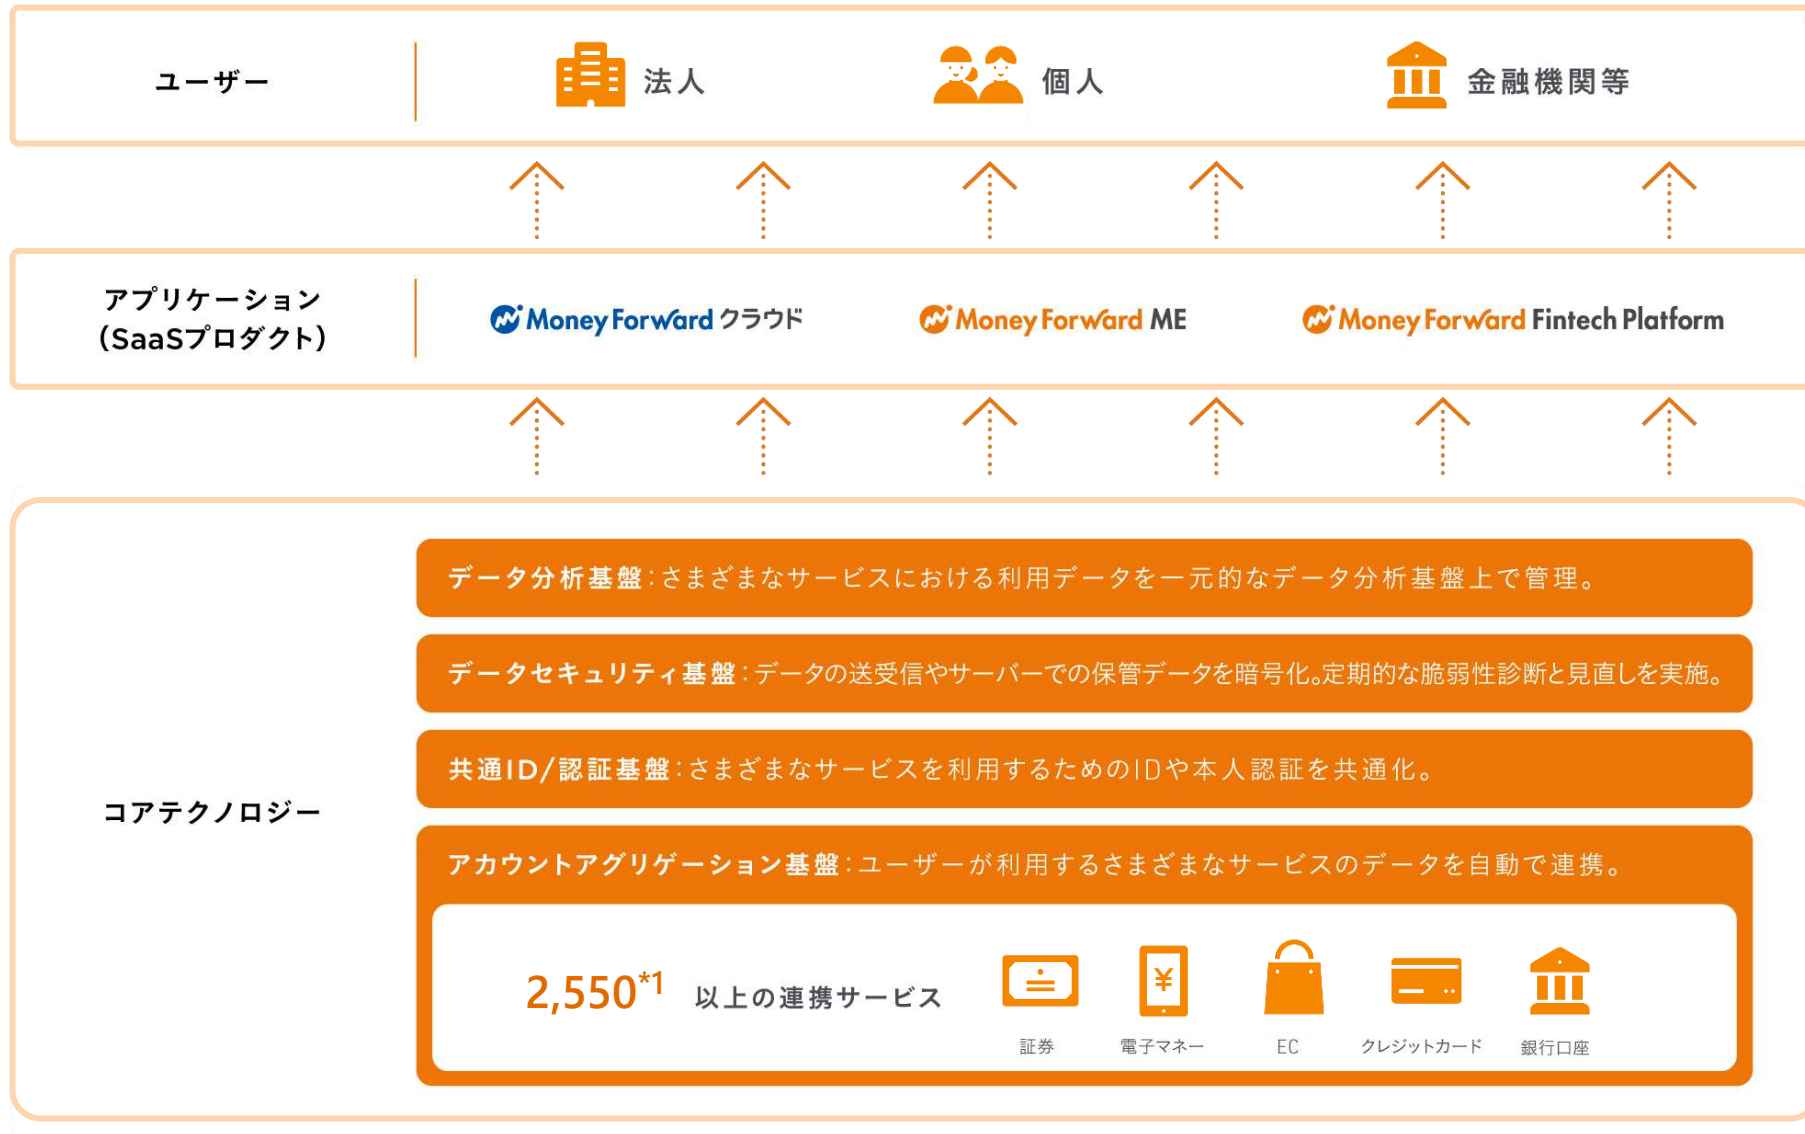 ユーザー
法人
個人
金融機関等
アプリケーション
(SaaSプロダクト)
Money Forward クラウド
Money Forward ME
Money Forward Fintech Platform
コアテクノロジー
データ分析基盤：さまざまなサービスにおける利用データを一元的なデータ分析基盤上で管理。
データセキュリティ基盤：データの送受信やサーバーでの保管データを暗号化。定期的な脆弱性診断と見直しを実施。
共通ID/認証基盤：さまざまなサービスを利用するためのIDや本人認証を共通化。
アカウントアグリゲーション基盤：ユーザーが利用するさまざまなサービスのデータを自動で連携。
2,550*1 以上の連携サービス
¥
証券
電子マネー
EC
クレジットカード
銀行口座